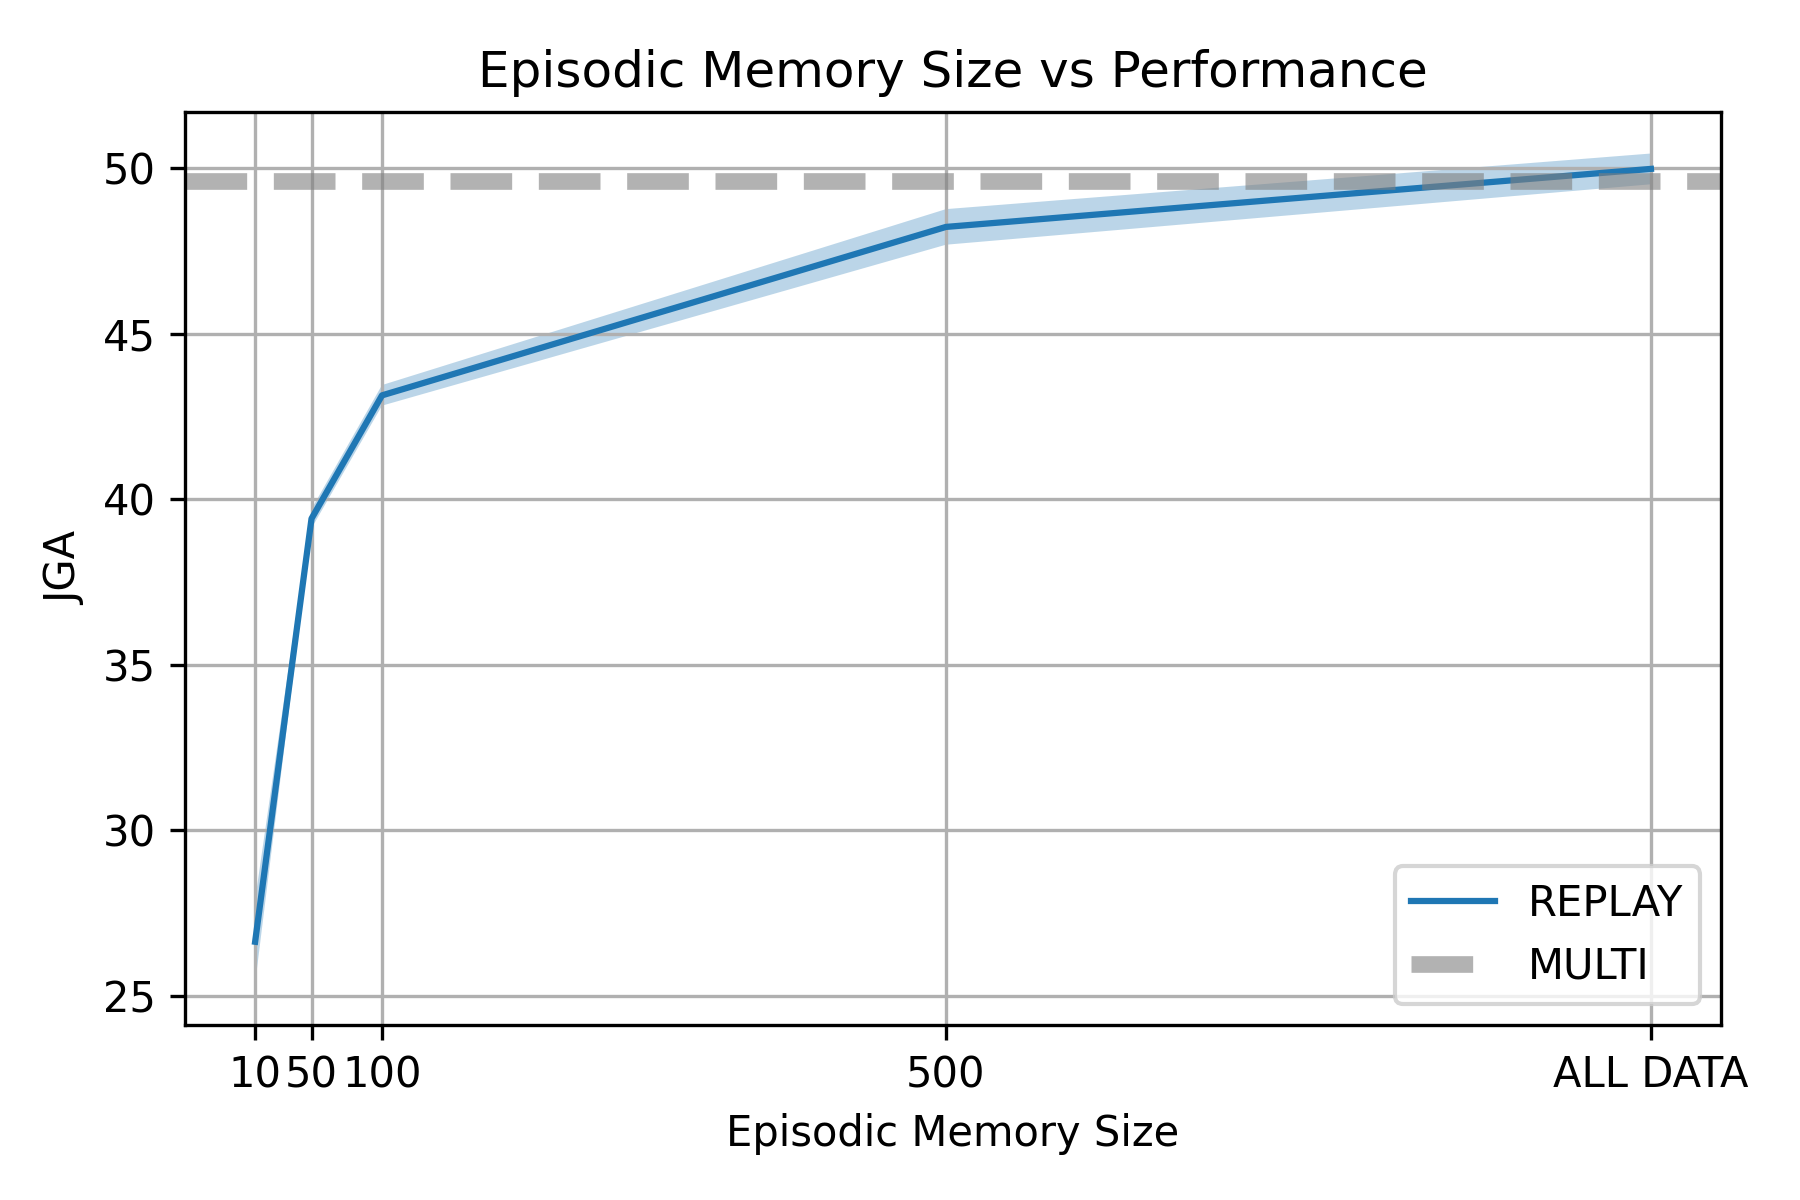 Episodic Memory Size vs Performance
50
45
40
35
30
25
JGA
REPLAY
MULTI
10 50 100 500 ALL DATA
Episodic Memory Size